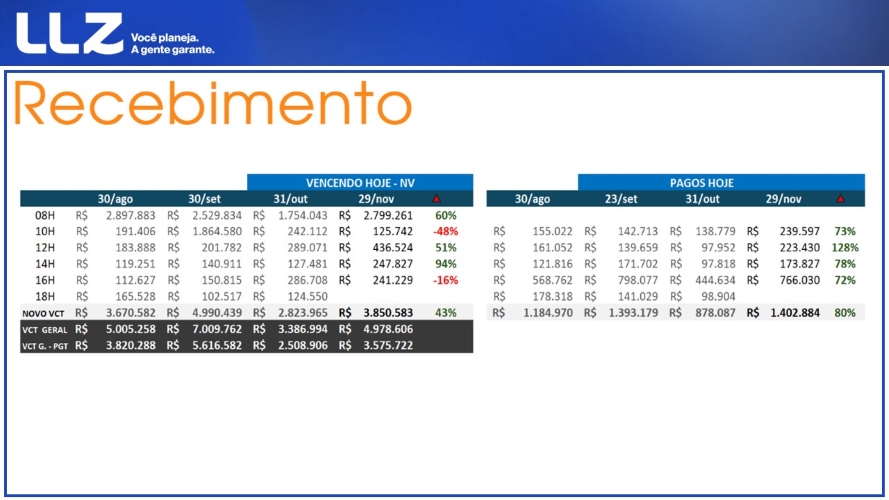 LLZ
Você planeja.
A gente garante.
Recebimento
VENCENDO HOJE - NV PAGOS HOJE
30/ago 30/set 31/out 29/nov 30/ago 23/set 31/out 29/nov
08H R$ 2.897.883 R$ 2.529.834 R$ 1.754.043 R$ 2.799.261 60%
10H R$ 191.406 R$ 1.864.580 R$ 242.112 R$ 125.742 -48% R$ 155.022 R$ 142.713 R$ 138.779 R$ 239.597 73%
12H R$ 183.888 R$ 201.782 R$ 289.071 R$ 436.524 51% R$ 161.052 R$ 139.659 R$ 97.952 R$ 223.430 128%
14H R$ 119.251 R$ 140.911 R$ 127.481 R$ 247.827 94% R$ 121.816 R$ 171.702 R$ 97.818 R$ 173.827 78%
16H R$ 112.627 R$ 150.815 R$ 286.708 R$ 241.229 -16% R$ 568.762 R$ 798.077 R$ 444.634 R$ 766.030 72%
18H R$ 165.528 R$ 102.517 R$ 124.550 R$ 178.318 R$ 141.029 R$ 98.904
NOVO VCT R$ 3.670.582 R$ 4.990.439 R$ 2.823.965 R$ 3.850.583 43% R$ 1.184.970 R$ 1.393.179 R$ 878.087 R$ 1.402.884 80%
VCT GERAL R$ 5.005.258 R$ 7.009.762 R$ 3.386.994 R$ 4.978.606
VCT G. - PGT R$ 3.820.288 R$ 5.616.582 R$ 2.508.906 R$ 3.575.722